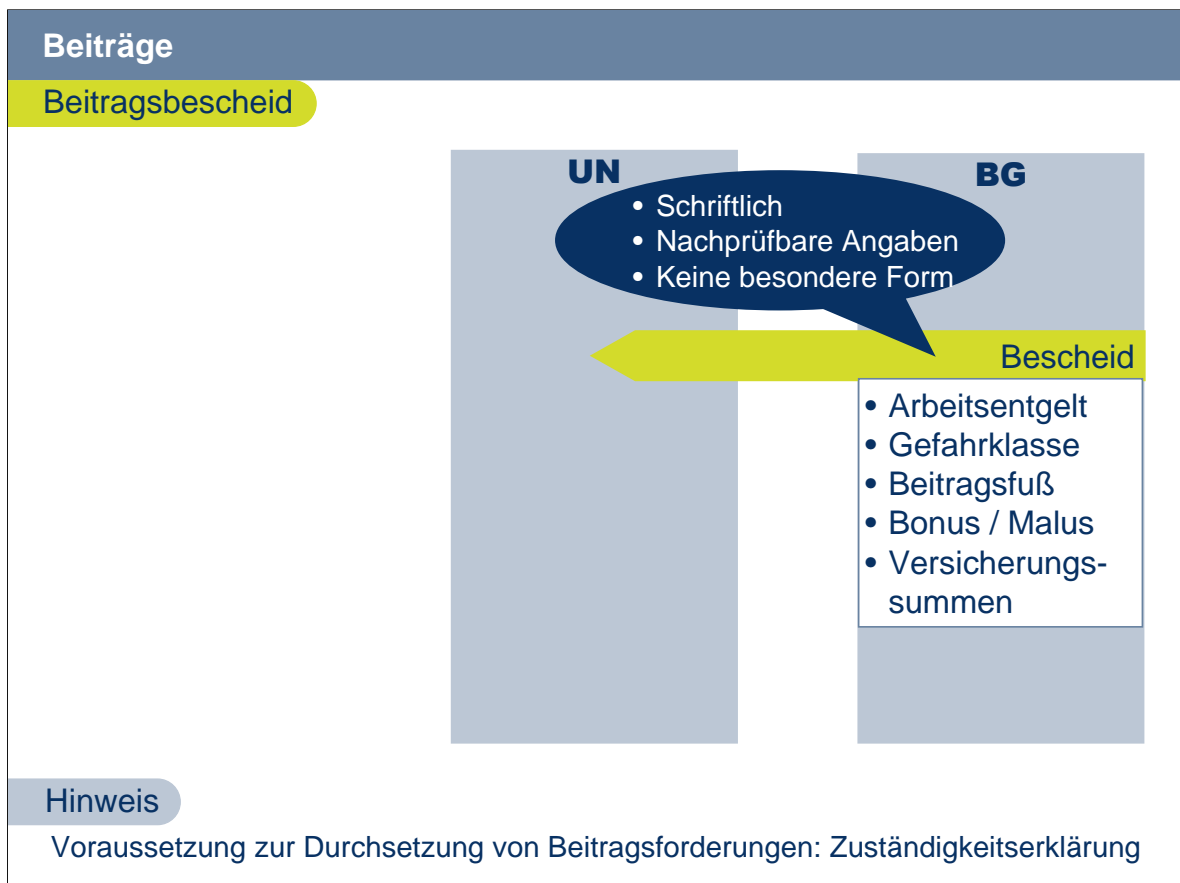 Beiträge
Beitragsbescheid
UN
BG
• Schriftlich
• Nachprüfbare Angaben
• Keine besondere Form
Bescheid
• Arbeitsentgelt
• Gefahrklasse
• Beitragsfuß
• Bonus / Malus
• Versicherungs-
summen
Hinweis
Voraussetzung zur Durchsetzung von Beitragsforderungen: Zuständigkeitserklärung